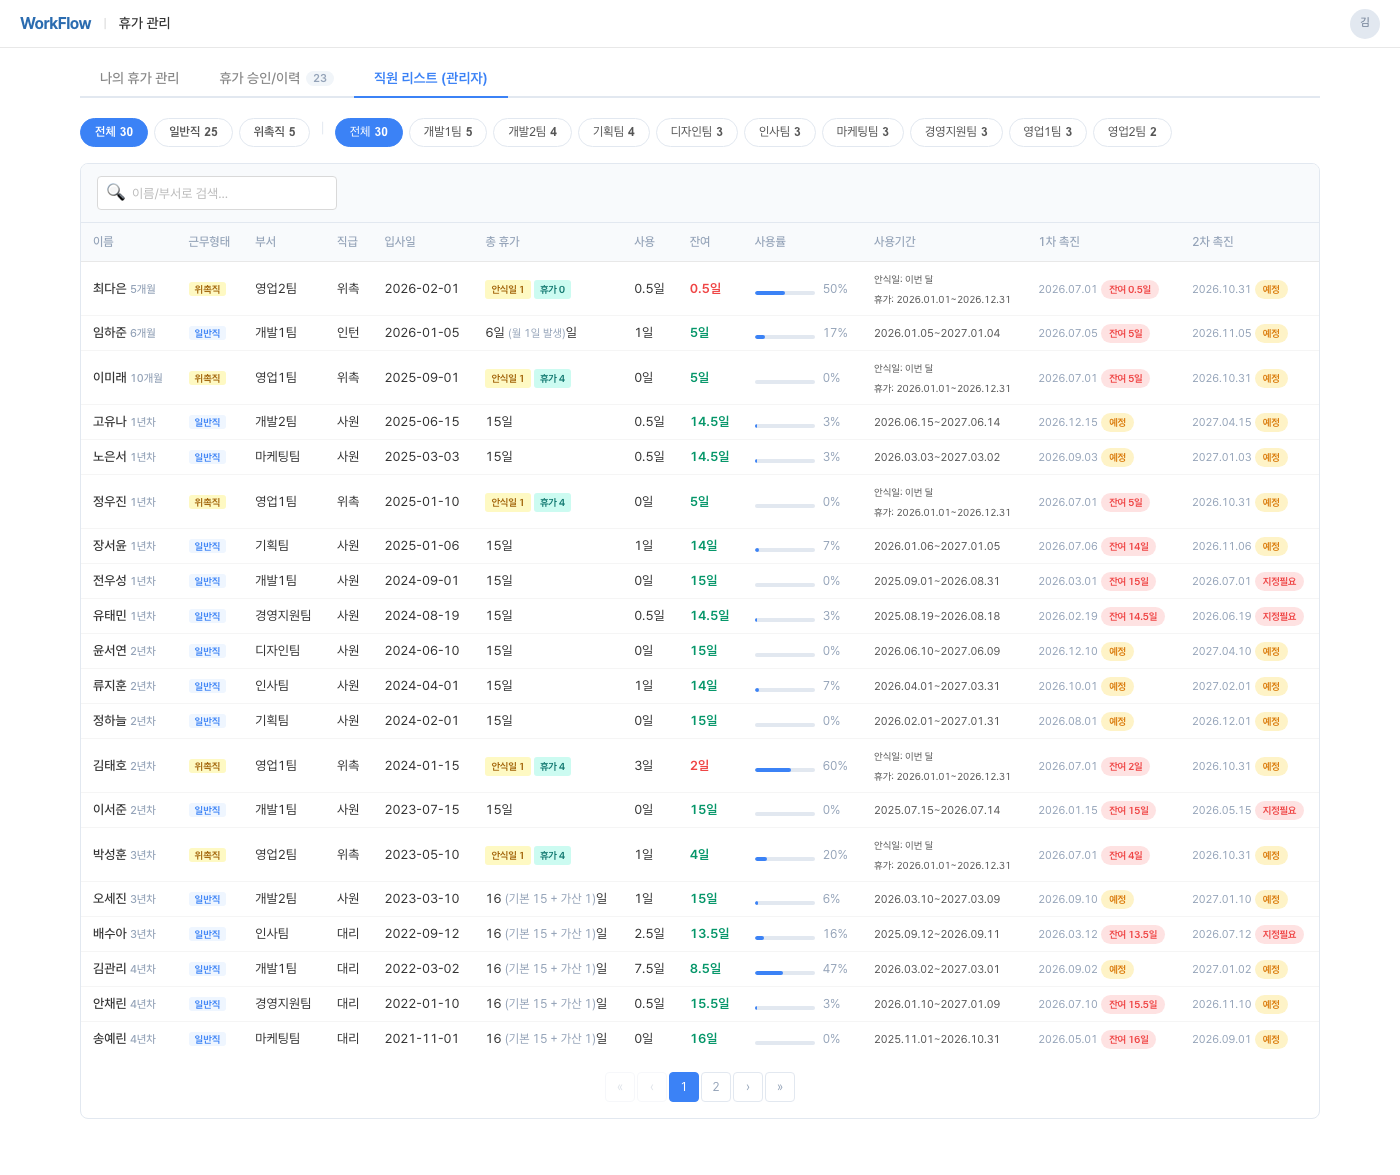 WorkFlow | 휴가 관리 김
나의 휴가 관리 휴가 승인/이력 23 직원 리스트 (관리자)
전체 30 일반직 25 위촉직 5 전체 30 개발1팀 5 개발2팀 4 기획팀 4 디자인팀 3 인사팀 3 마케팅팀 3 경영지원팀 3 영업1팀 3 영업2팀 2
이름/부서로 검색...
이름 근무형태 부서 직급 입사일 총 휴가 사용 잔여 사용률 사용기간 1차 촉진 2차 촉진
최다은 5개월 위촉직 영업2팀 위촉 2026-02-01 안식일 1 휴가 0 0.5일 0.5일 50% 안식일: 이번 달 휴가: 2026.01.01~2026.12.31 2026.07.01 잔여 0.5일 2026.10.31 예정
임하준 6개월 일반직 개발1팀 인턴 2026-01-05 6일 (월 1일 발생)일 1일 5일 17% 2026.01.05~2027.01.04 2026.07.05 잔여 5일 2026.11.05 예정
이미래 10개월 위촉직 영업1팀 위촉 2025-09-01 안식일 1 휴가 4 0일 5일 0% 안식일: 이번 달 휴가: 2026.01.01~2026.12.31 2026.07.01 잔여 5일 2026.10.31 예정
고유나 1년차 일반직 개발2팀 사원 2025-06-15 15일 0.5일 14.5일 3% 2026.06.15~2027.06.14 2026.12.15 예정 2027.04.15 예정
노은서 1년차 일반직 마케팅팀 사원 2025-03-03 15일 0.5일 14.5일 3% 2026.03.03~2027.03.02 2026.09.03 예정 2027.01.03 예정
정우진 1년차 위촉직 영업1팀 위촉 2025-01-10 안식일 1 휴가 4 0일 5일 0% 안식일: 이번 달 휴가: 2026.01.01~2026.12.31 2026.07.01 잔여 5일 2026.10.31 예정
장서윤 1년차 일반직 기획팀 사원 2025-01-06 15일 1일 14일 7% 2026.01.06~2027.01.05 2026.07.06 잔여 14일 2026.11.06 예정
전우성 1년차 일반직 개발1팀 사원 2024-09-01 15일 0일 15일 0% 2025.09.01~2026.08.31 2026.03.01 잔여 15일 2026.07.01 지정필요
유태민 1년차 일반직 경영지원팀 사원 2024-08-19 15일 0.5일 14.5일 3% 2025.08.19~2026.08.18 2026.02.19 잔여 14.5일 2026.06.19 지정필요
윤서연 2년차 일반직 디자인팀 사원 2024-06-10 15일 0일 15일 0% 2026.06.10~2027.06.09 2026.12.10 예정 2027.04.10 예정
류지훈 2년차 일반직 인사팀 사원 2024-04-01 15일 1일 14일 7% 2026.04.01~2027.03.31 2026.10.01 예정 2027.02.01 예정
정하늘 2년차 일반직 기획팀 사원 2024-02-01 15일 0일 15일 0% 2026.02.01~2027.01.31 2026.08.01 예정 2026.12.01 예정
김태호 2년차 위촉직 영업1팀 위촉 2024-01-15 안식일 1 휴가 4 3일 2일 60% 안식일: 이번 달 휴가: 2026.01.01~2026.12.31 2026.07.01 잔여 2일 2026.10.31 예정
이서준 2년차 일반직 개발1팀 사원 2023-07-15 15일 0일 15일 0% 2025.07.15~2026.07.14 2026.01.15 잔여 15일 2026.05.15 지정필요
박성훈 3년차 위촉직 영업2팀 위촉 2023-05-10 안식일 1 휴가 4 1일 4일 20% 안식일: 이번 달 휴가: 2026.01.01~2026.12.31 2026.07.01 잔여 4일 2026.10.31 예정
오세진 3년차 일반직 개발2팀 사원 2023-03-10 16 (기본 15 + 가산 1)일 1일 15일 6% 2026.03.10~2027.03.09 2026.09.10 예정 2027.01.10 예정
배수아 3년차 일반직 인사팀 대리 2022-09-12 16 (기본 15 + 가산 1)일 2.5일 13.5일 16% 2025.09.12~2026.09.11 2026.03.12 잔여 13.5일 2026.07.12 지정필요
김관리 4년차 일반직 개발1팀 대리 2022-03-02 16 (기본 15 + 가산 1)일 7.5일 8.5일 47% 2026.03.02~2027.03.01 2026.09.02 예정 2027.01.02 예정
안채린 4년차 일반직 경영지원팀 대리 2022-01-10 16 (기본 15 + 가산 1)일 0.5일 15.5일 3% 2026.01.10~2027.01.09 2026.07.10 잔여 15.5일 2026.11.10 예정
송예린 4년차 일반직 마케팅팀 대리 2021-11-01 16 (기본 15 + 가산 1)일 0일 16일 0% 2025.11.01~2026.10.31 2026.05.01 잔여 16일 2026.09.01 예정
« ‹ 1 2 › »